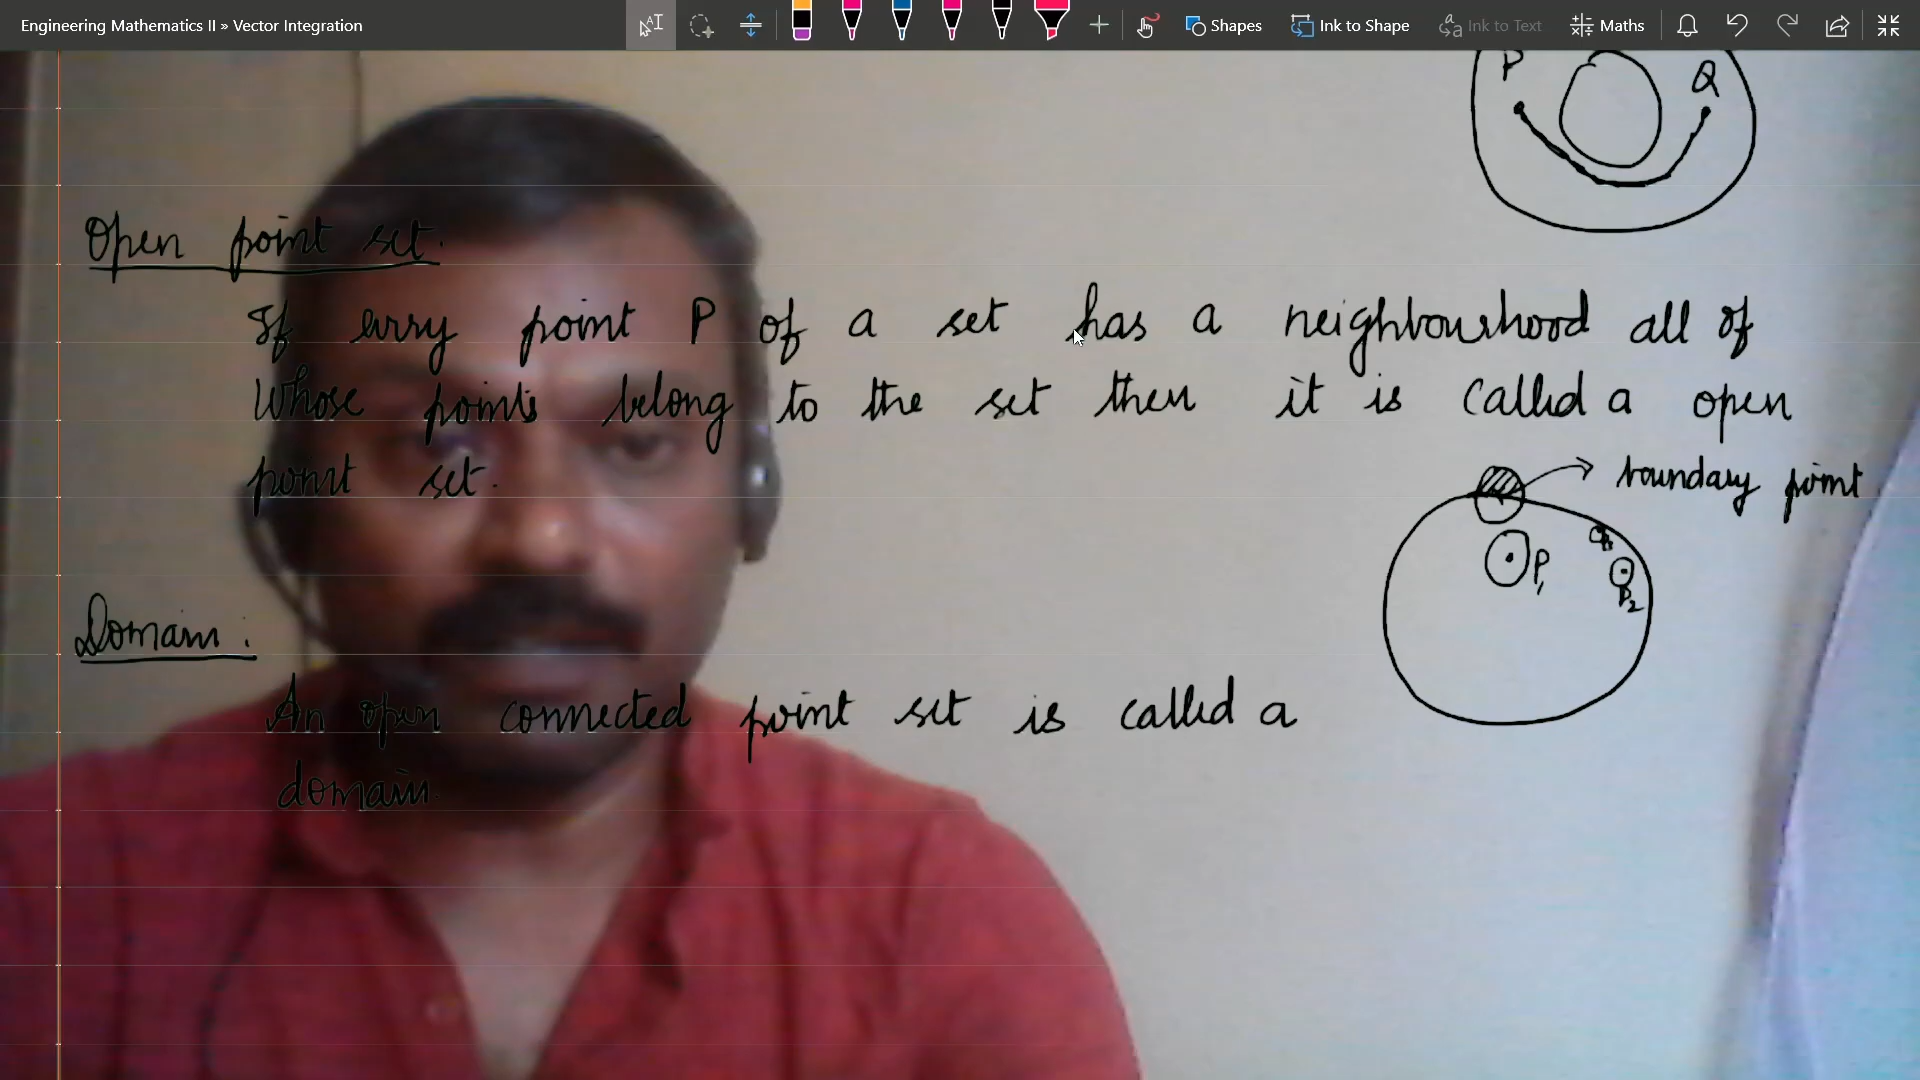 Engineering Mathematics II » Vector Integration
Shapes
Ink to Shape
Ink to Text
Maths
P
Q
Open point set.
If every point P of a set has a neighbourhood all of
Whose points belong to the set then it is called a open
point set.
boundary point.
P1
P2
Domain :
An open connected point set is called a
domain.